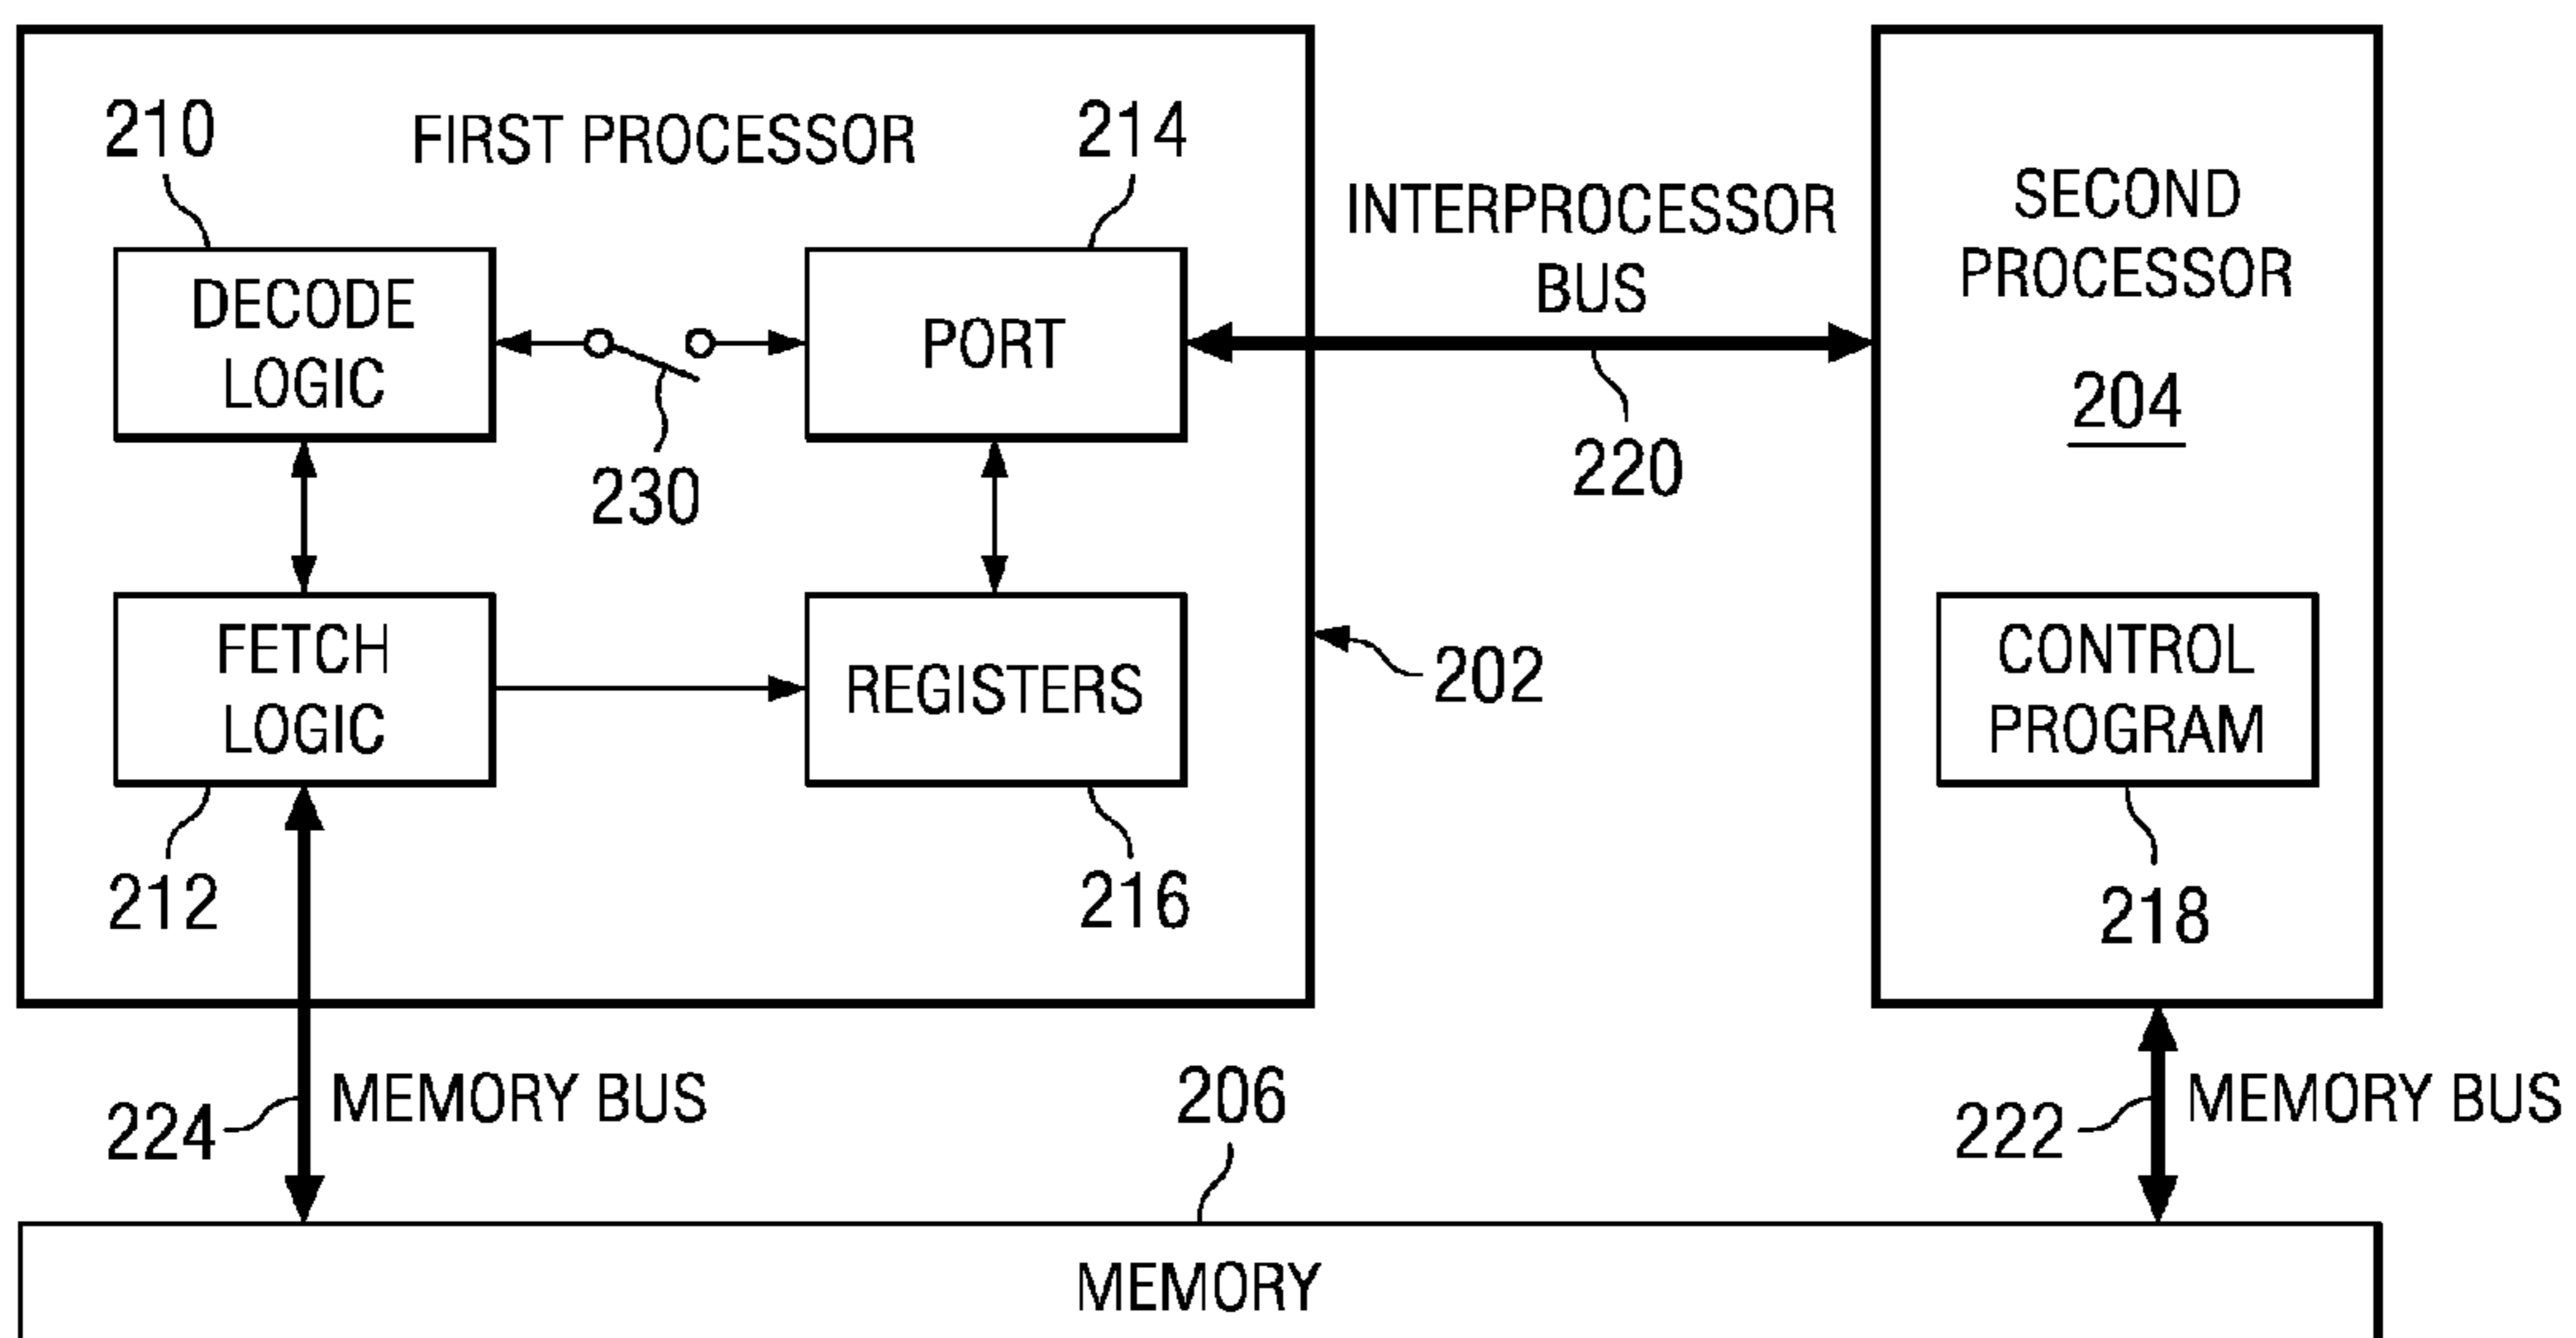 210
FIRST PROCESSOR
214
DECODE
LOGIC
230
PORT
INTERPROCESSOR
BUS
220
SECOND
PROCESSOR
204
FETCH
LOGIC
212
REGISTERS
216
202
CONTROL
PROGRAM
218
224
MEMORY BUS
206
222
MEMORY BUS
MEMORY